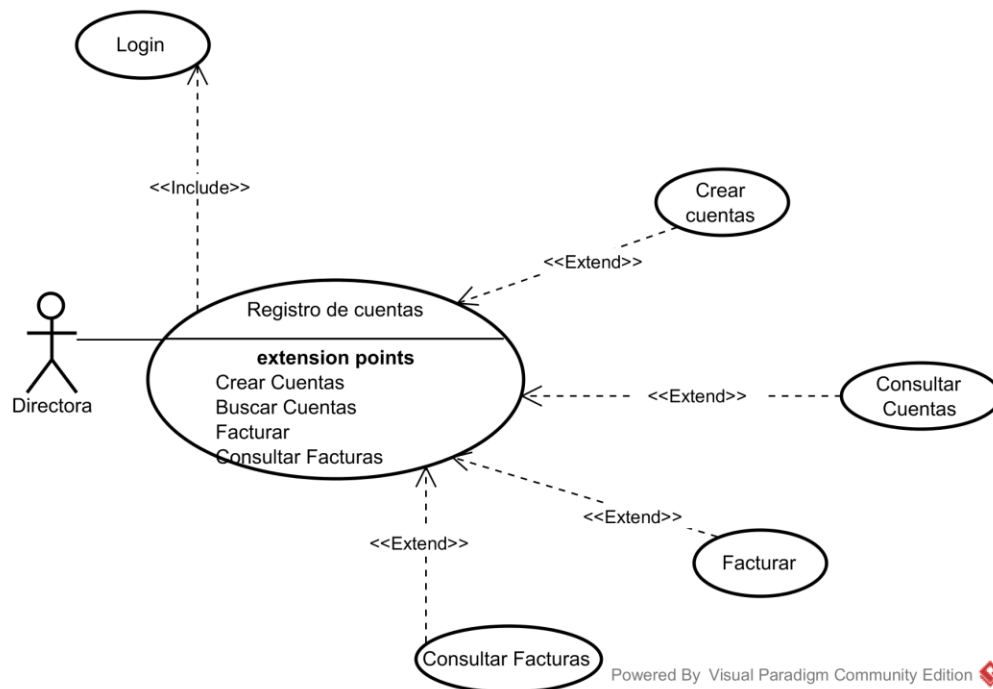 Login
<<Include>>
Crear
cuentas
<<Extend>>
Registro de cuentas
extension points
Crear Cuentas
Buscar Cuentas
Facturar
Consultar Facturas
Directora
<<Extend>>
Consultar
Cuentas
<<Extend>>
<<Extend>>
Facturar
Consultar Facturas
Powered By Visual Paradigm Community Edition